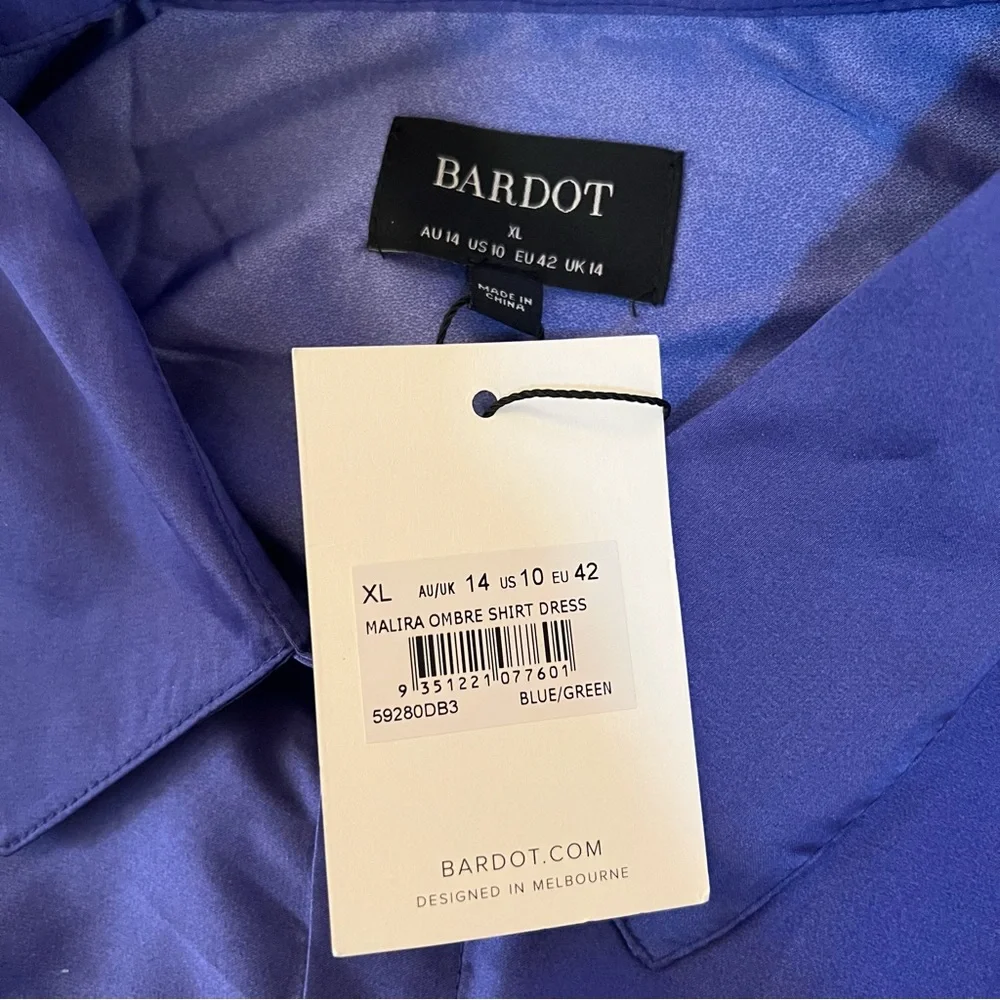 BARDOT
XL
AU 14 US 10 EU 42 UK 14
MADE IN
CHINA
XL AU/UK 14 US 10 EU 42
MALIRA OMBRE SHIRT DRESS
9 351221 077601
59280DB3 BLUE/GREEN
BARDOT.COM
DESIGNED IN MELBOURNE